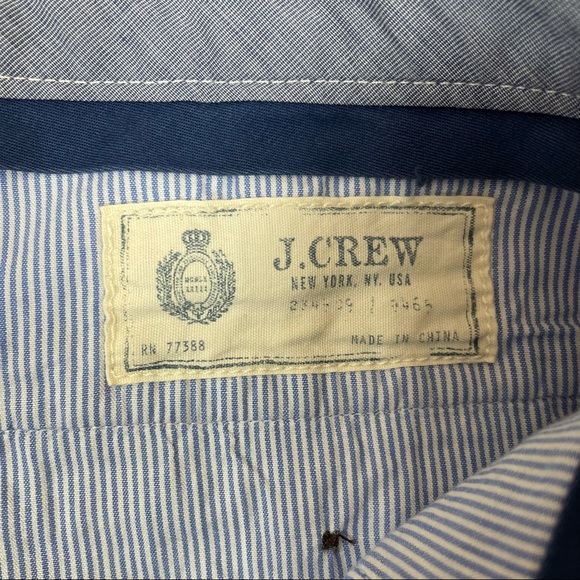 J.CREW
NEW YORK, NY. USA
RN 77388
MADE IN CHINA